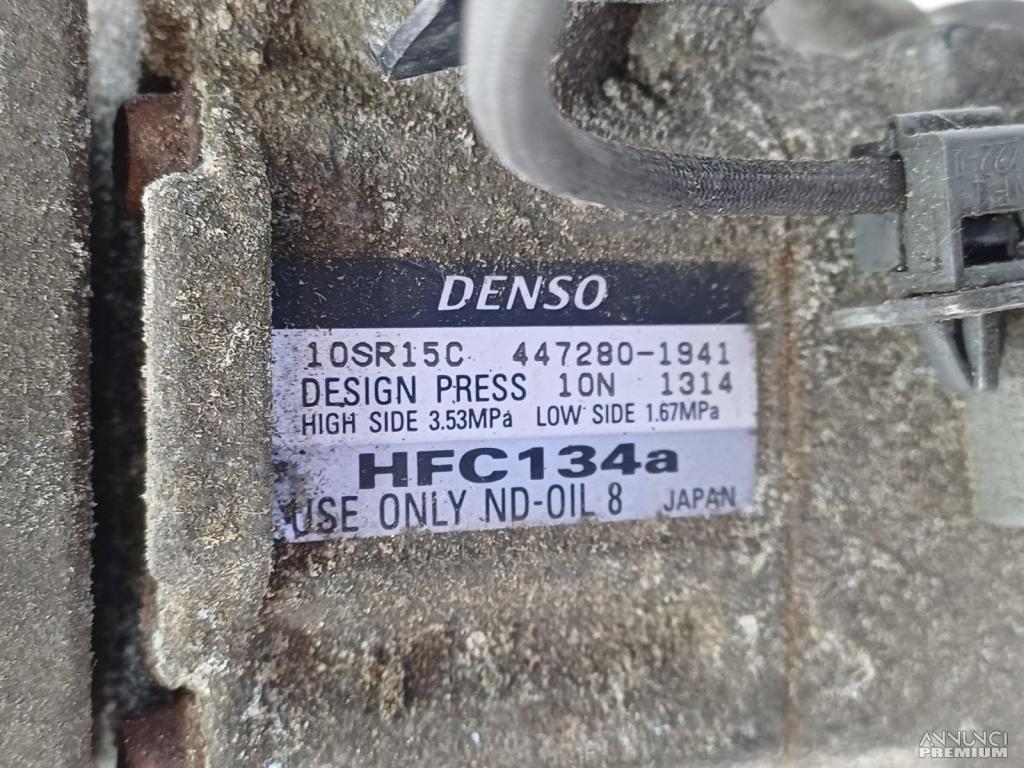 DENSO
10SR15C 447280-1941
DESIGN PRESS 10N 1314
HIGH SIDE 3.53MPa LOW SIDE 1.67MPa
HFC134a
USE ONLY ND-OIL 8 JAPAN
ANNUNCI
PREMIUM